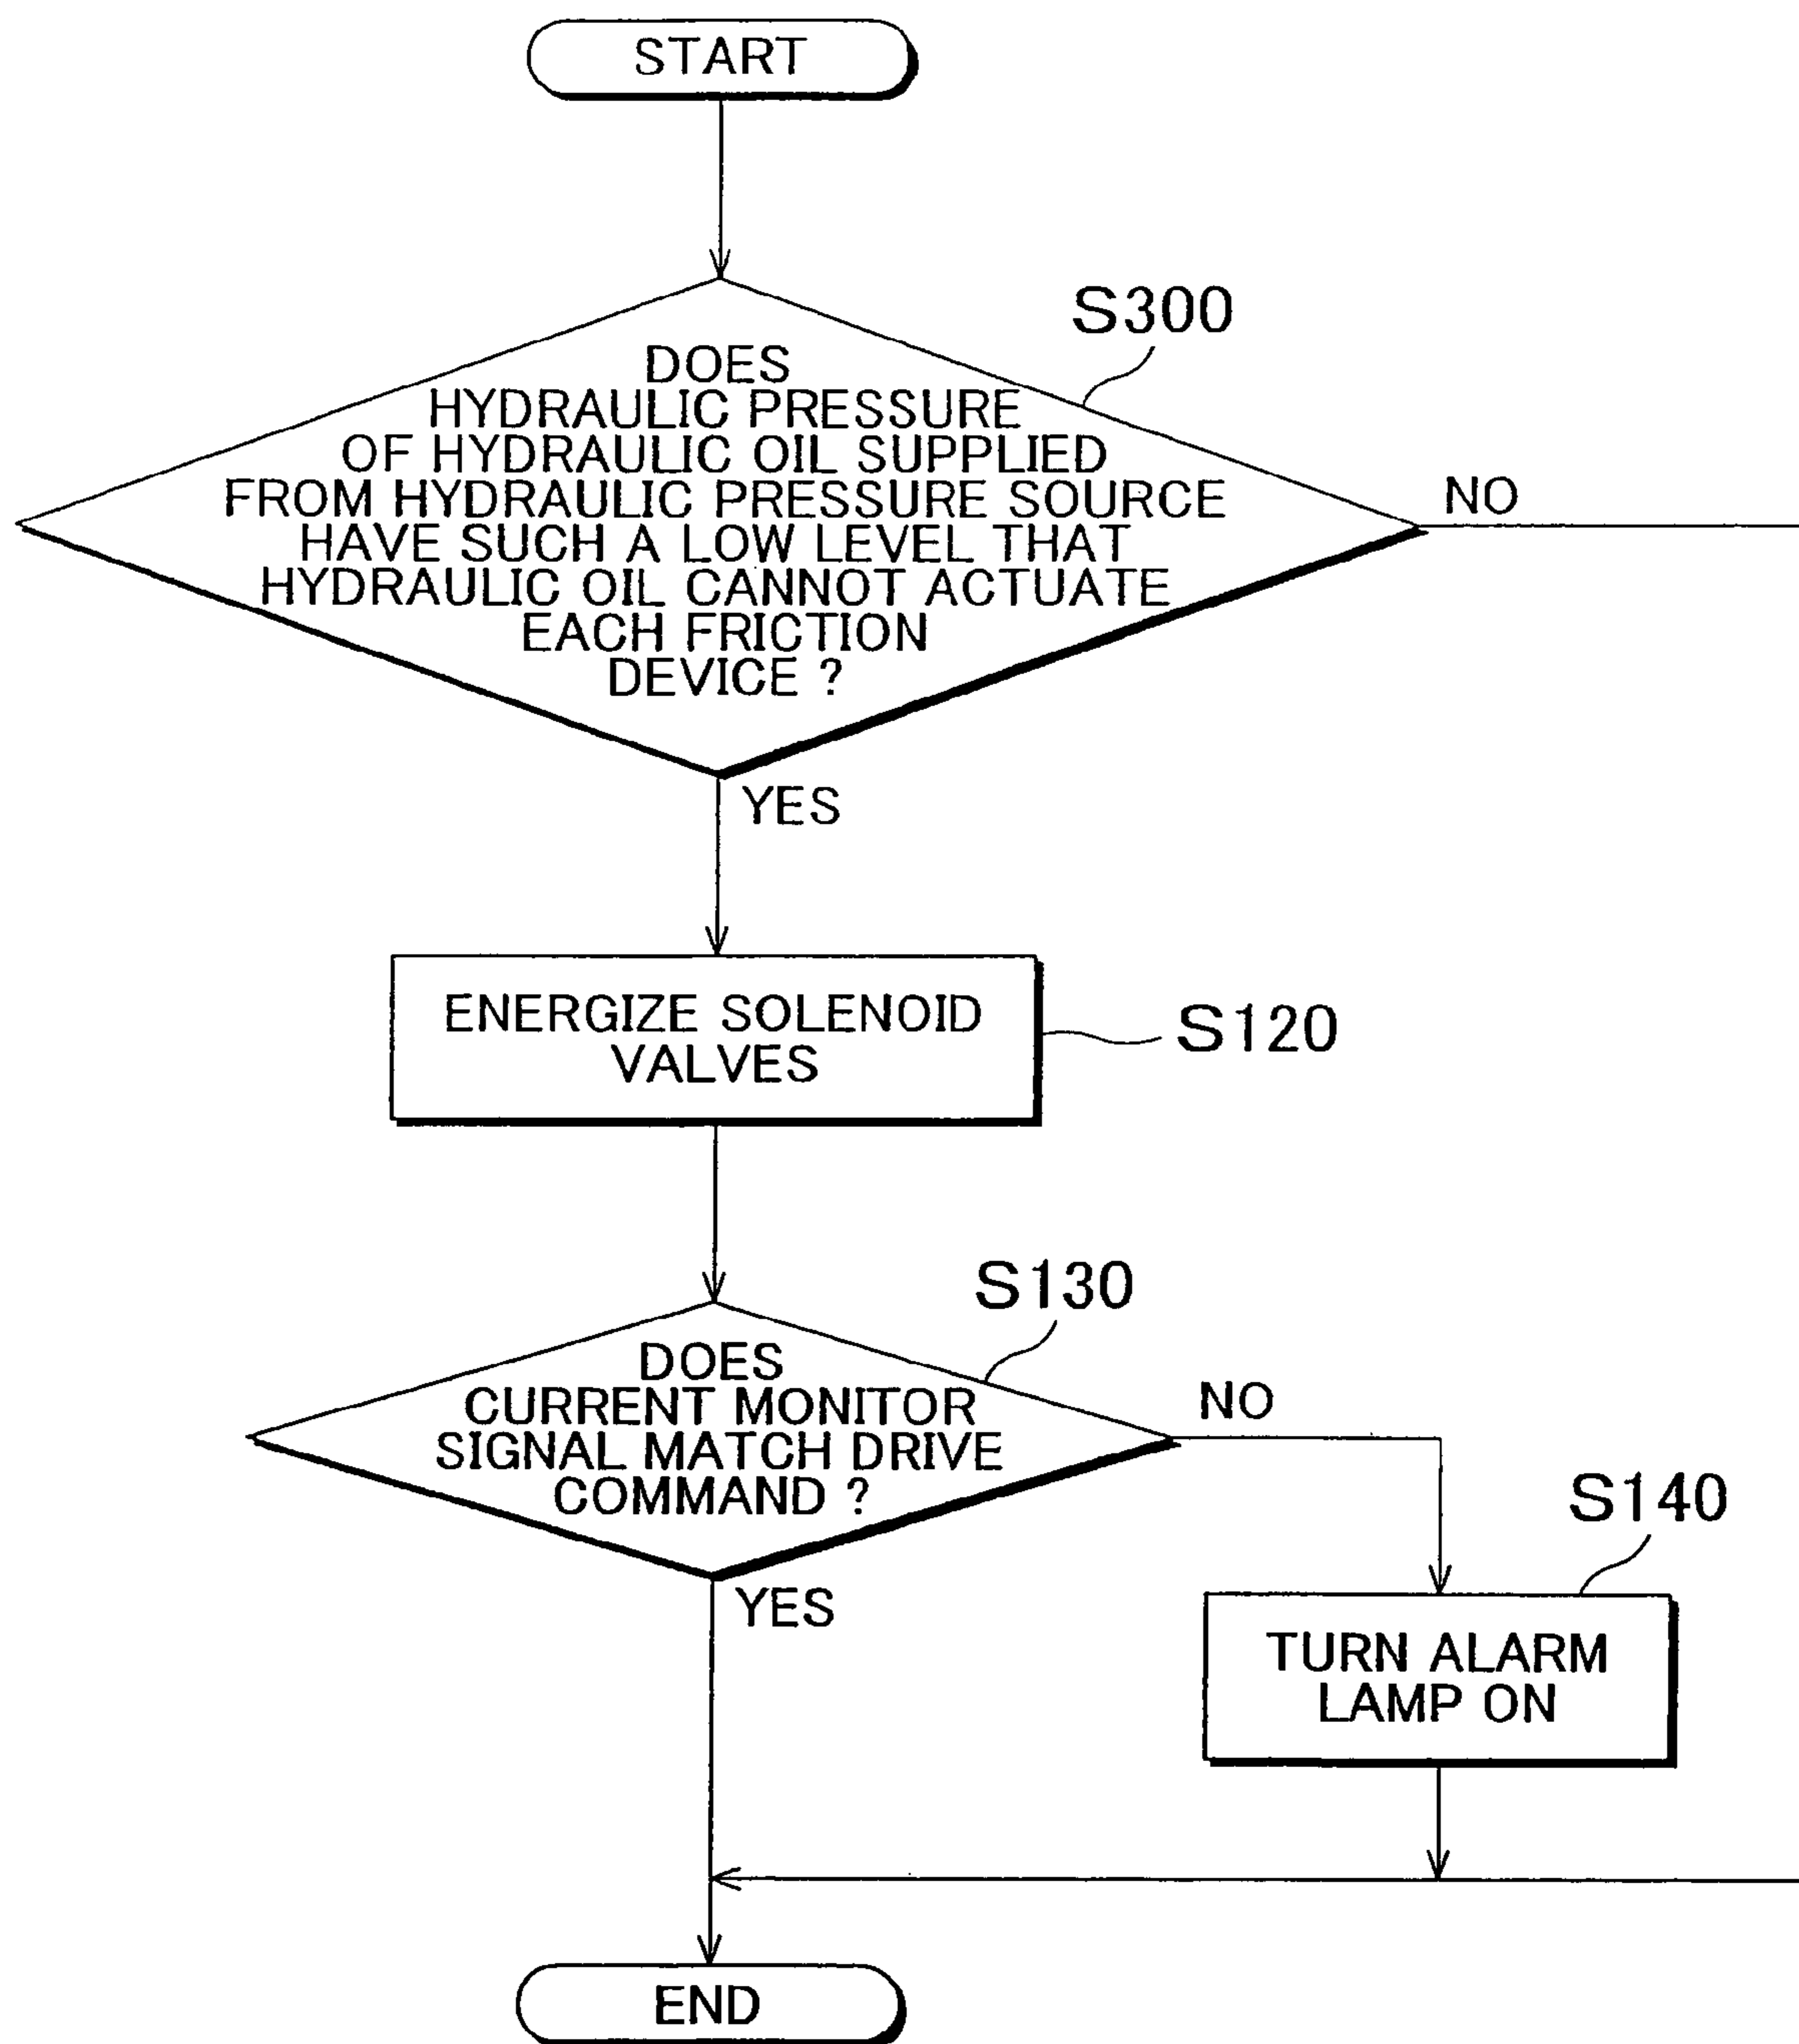 START
S300
DOES
HYDRAULIC PRESSURE
OF HYDRAULIC OIL SUPPLIED
FROM HYDRAULIC PRESSURE SOURCE
HAVE SUCH A LOW LEVEL THAT
HYDRAULIC OIL CANNOT ACTUATE
EACH FRICTION
DEVICE ?
NO
YES
ENERGIZE SOLENOID
VALVES
S120
S130
DOES
CURRENT MONITOR
SIGNAL MATCH DRIVE
COMMAND ?
NO
YES
S140
TURN ALARM
LAMP ON
END